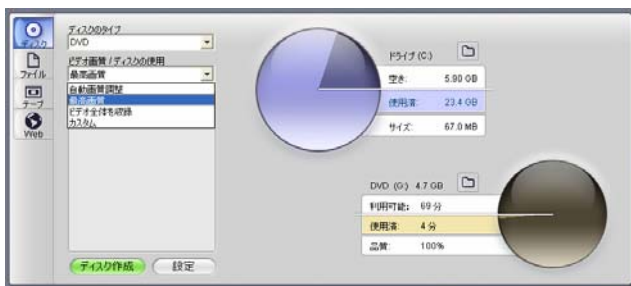 ディスク
ファイル
テープ
Web
ディスクのタイプ
DVD
ビデオ画質 / ディスクの使用
最高画質
自動画質調整
最高画質
ビデオ全体を収録
カスタム
ディスク作成
設定
ドライブ (C:)
空き: 5.90 GB
使用済: 23.4 GB
サイズ: 67.0 MB
DVD (G:) 4.7 GB
利用可能: 69 分
使用済: 4 分
品質: 100%